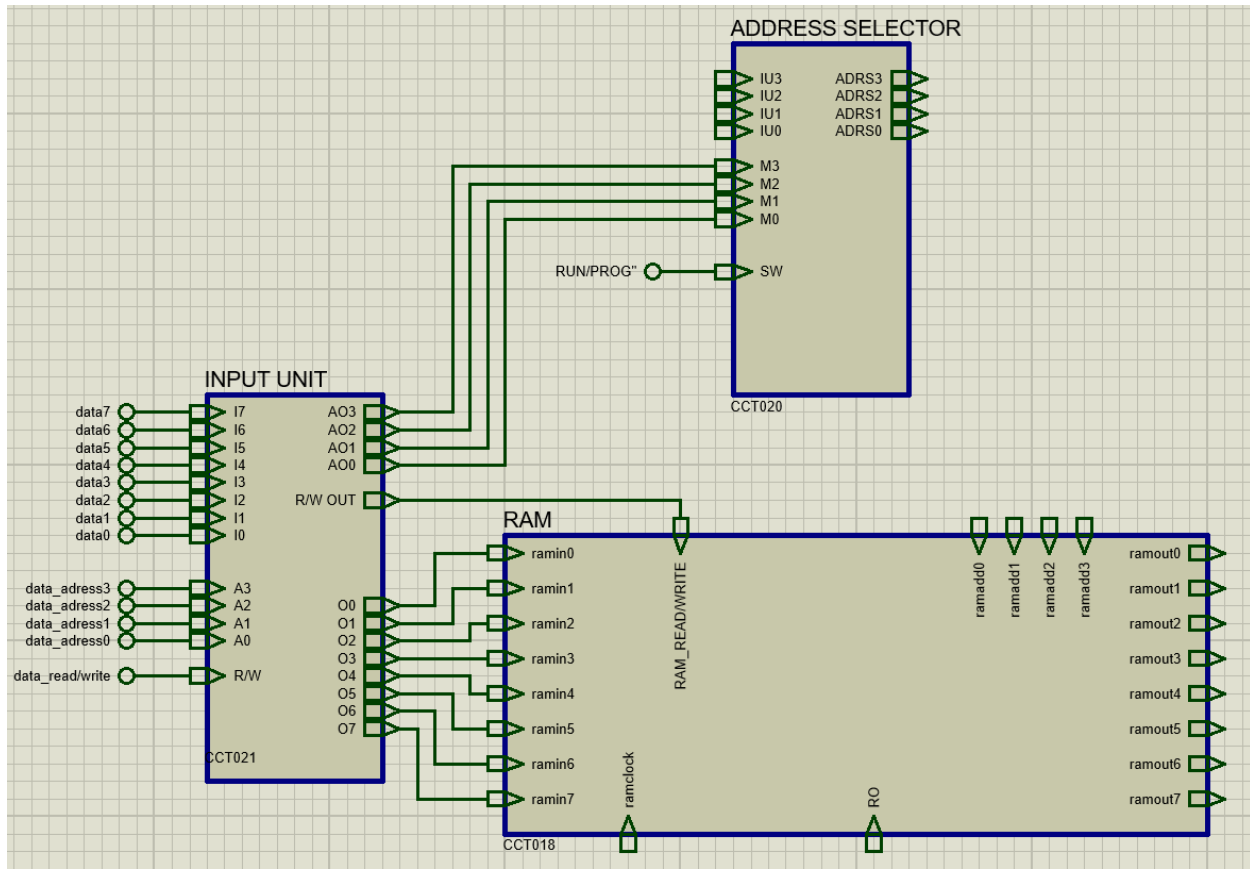 ADDRESS SELECTOR
IU3 ADRS3
IU2 ADRS2
IU1 ADRS1
IU0 ADRS0
M3
M2
M1
M0
RUN/PROG" SW
CCT020
INPUT UNIT
data7 I7 AO3
data6 I6 AO2
data5 I5 AO1
data4 I4 AO0
data3 I3
data2 I2 R/W OUT
data1 I1
data0 I0
data_adress3 A3
data_adress2 A2
data_adress1 A1
data_adress0 A0
data_read/write R/W
O0
O1
O2
O3
O4
O5
O6
O7
CCT021
RAM
ramin0
ramin1
ramin2
ramin3
ramin4
ramin5
ramin6
ramin7
RAM_READ/WRITE
ramadd0
ramadd1
ramadd2
ramadd3
ramout0
ramout1
ramout2
ramout3
ramout4
ramout5
ramout6
ramout7
ramclock
RO
CCT018